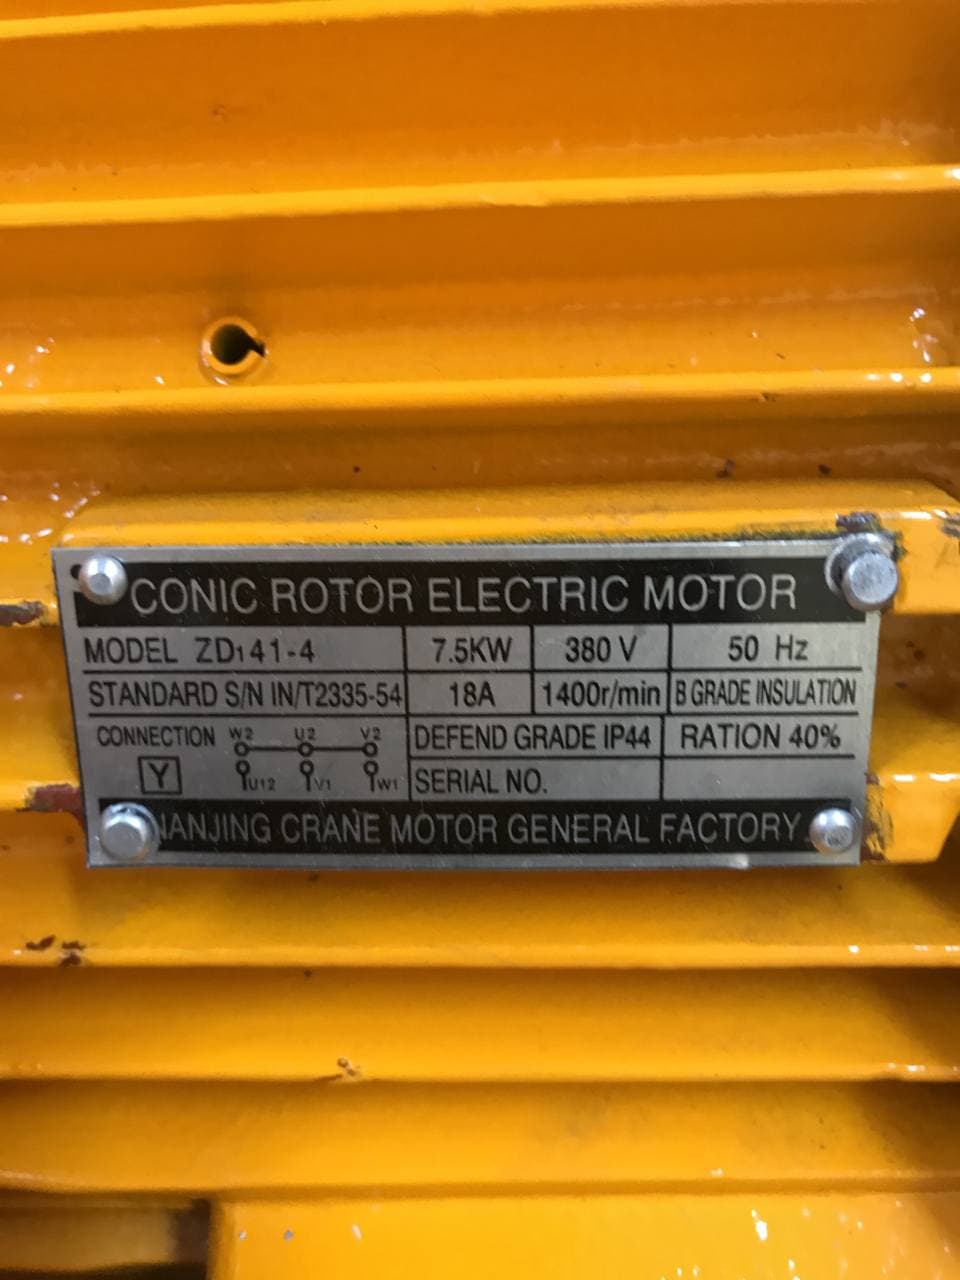 CONIC ROTOR ELECTRIC MOTOR
MODEL ZD₁41-4 7.5KW 380 V 50 Hz
STANDARD S/N IN/T2335-54 18A 1400r/min B GRADE INSULATION
CONNECTION W2 U2 V2 DEFEND GRADE IP44 RATION 40%
Y U12 V1 W1 SERIAL NO.
NANJING CRANE MOTOR GENERAL FACTORY